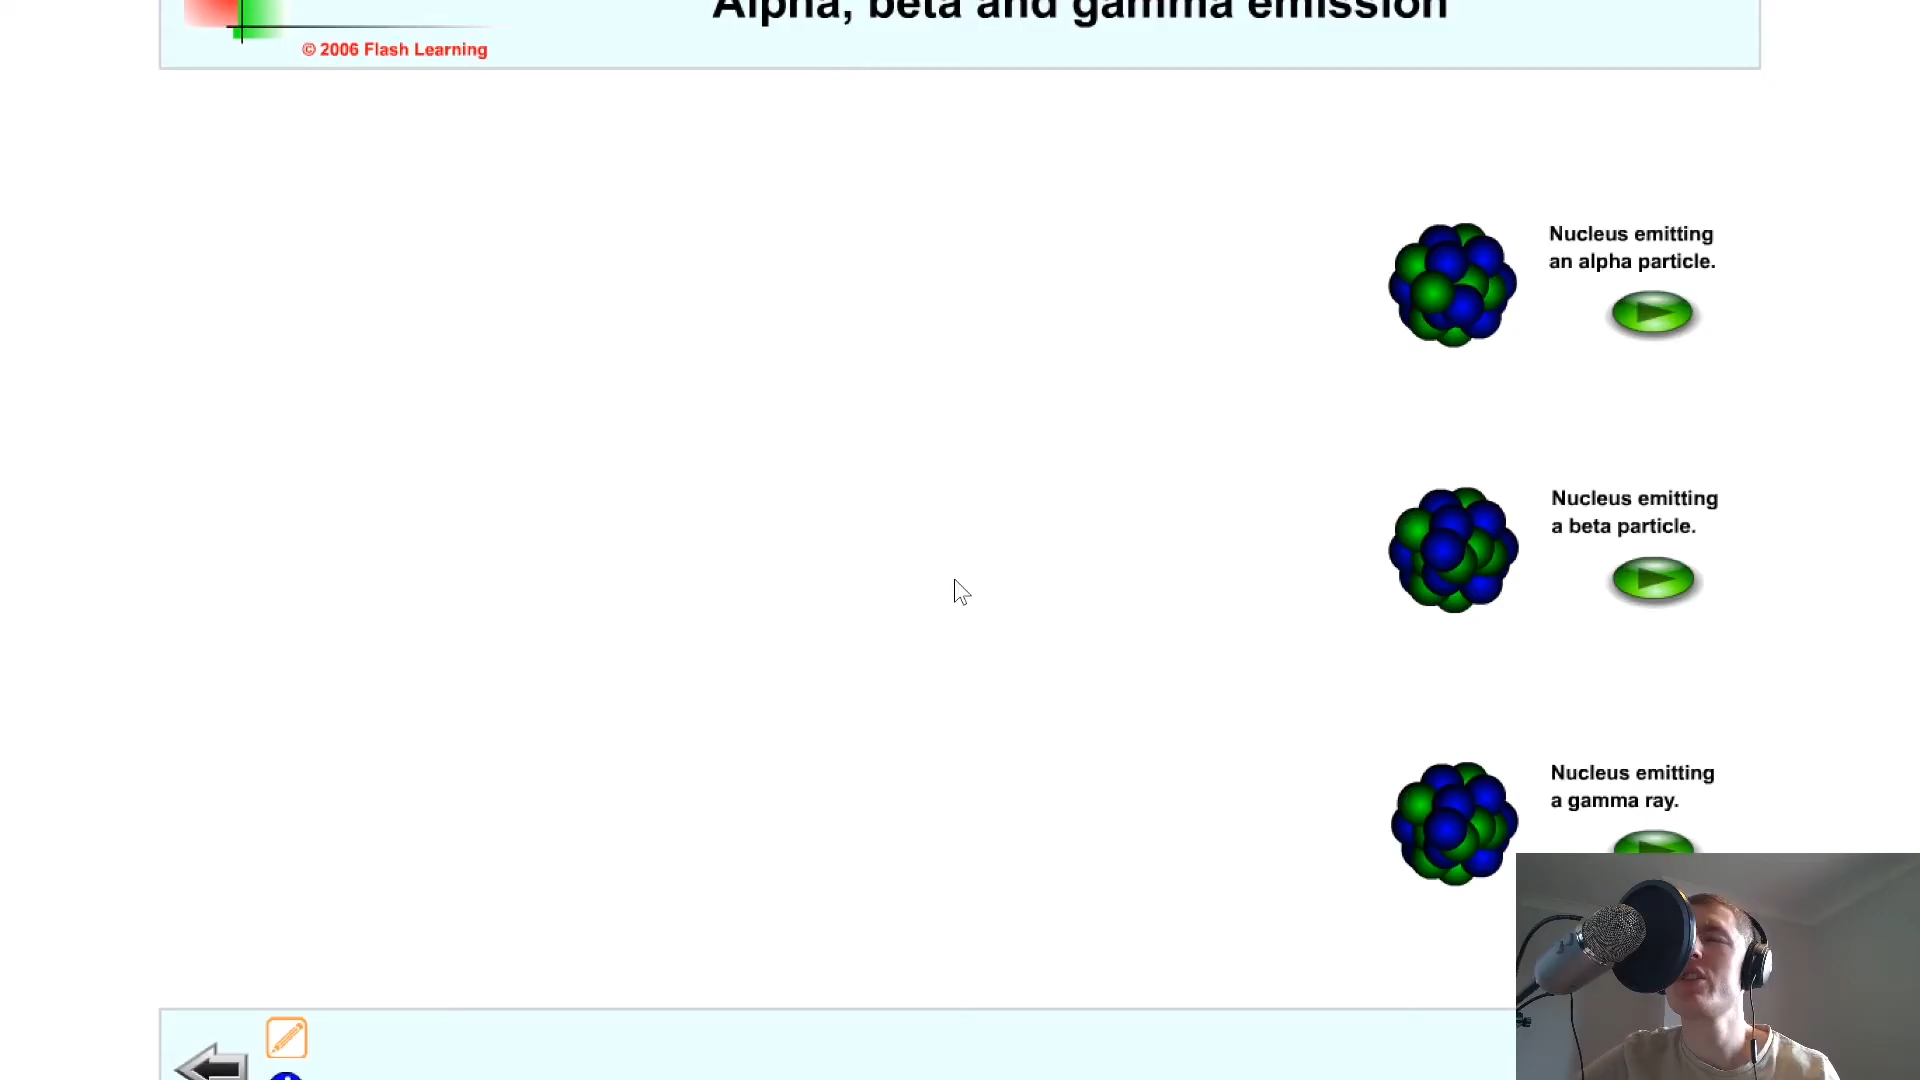 Alpha, beta and gamma emission
© 2006 Flash Learning
Nucleus emitting
an alpha particle.
Nucleus emitting
a beta particle.
Nucleus emitting
a gamma ray.